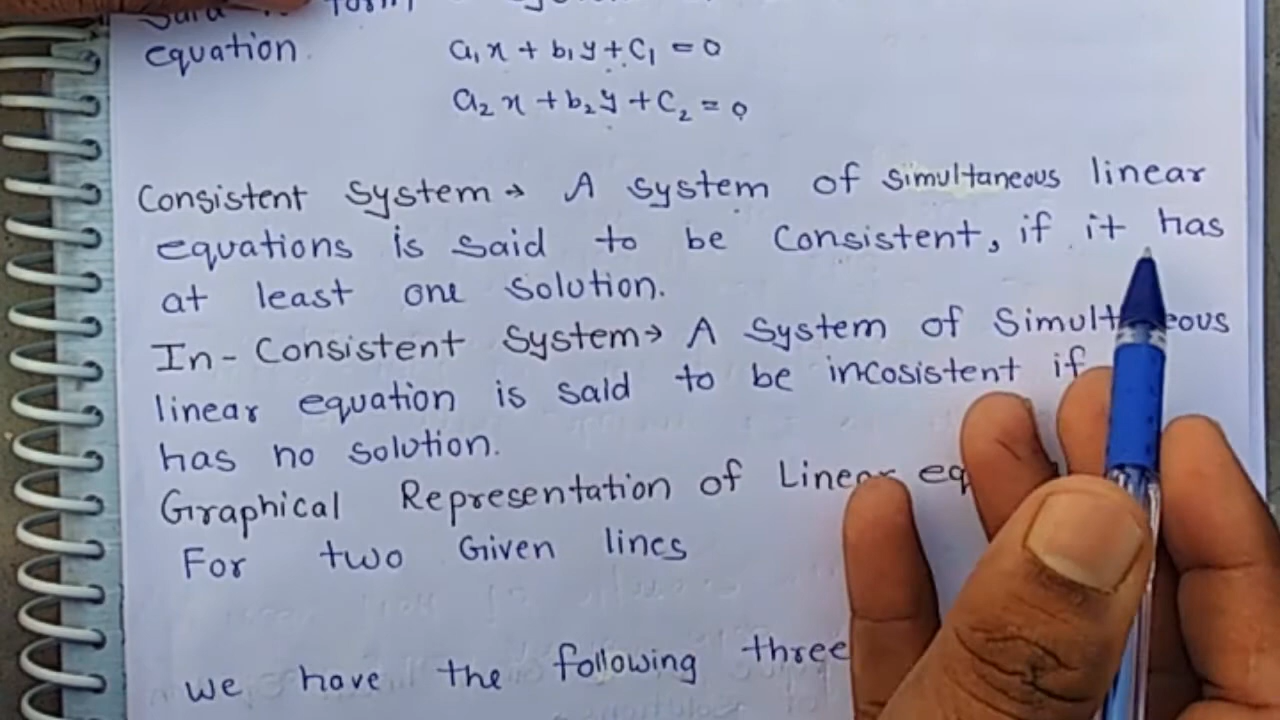 equation
a₁x + b₁y + C₁ = 0
a₂x + b₂y + C₂ = 0
Consistent System → A system of simultaneous linear
equations is said to be Consistent, if it has
at least one solution.
In-Consistent System → A System of Simult eous
linear equation is said to be incosistent if
has no solution.
Graphical Representation of Linear eq
For two Given lines
we have the following three